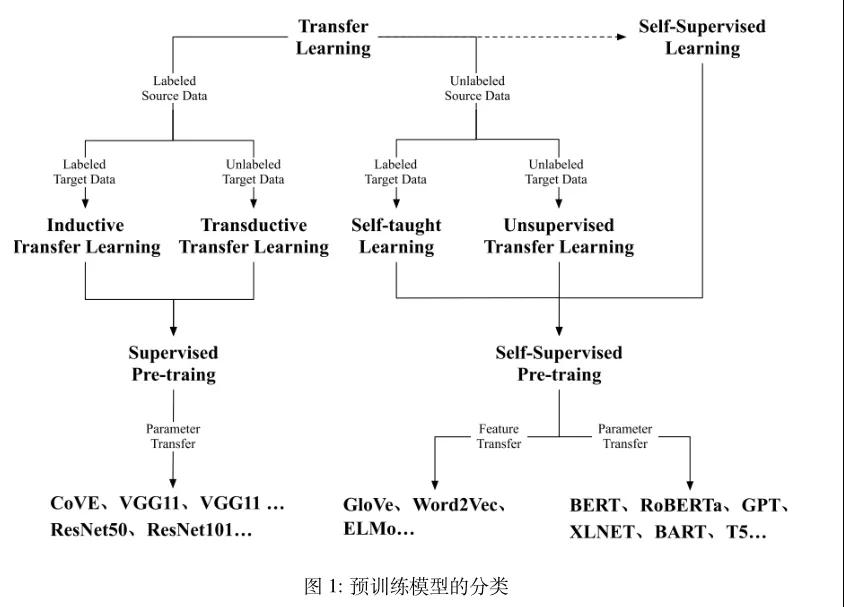 Transfer
Learning
Self-Supervised
Learning
Labeled
Source Data
Unlabeled
Source Data
Labeled
Target Data
Unlabeled
Target Data
Labeled
Target Data
Unlabeled
Target Data
Inductive
Transfer Learning
Transductive
Transfer Learning
Self-taught
Learning
Unsupervised
Transfer Learning
Supervised
Pre-traing
Self-Supervised
Pre-traing
Parameter
Transfer
Feature
Transfer
Parameter
Transfer
CoVE、VGG11、VGG11 ...
ResNet50、ResNet101...
GloVe、Word2Vec、
ELMo...
BERT、RoBERTa、GPT、
XLNET、BART、T5...
图 1: 预训练模型的分类